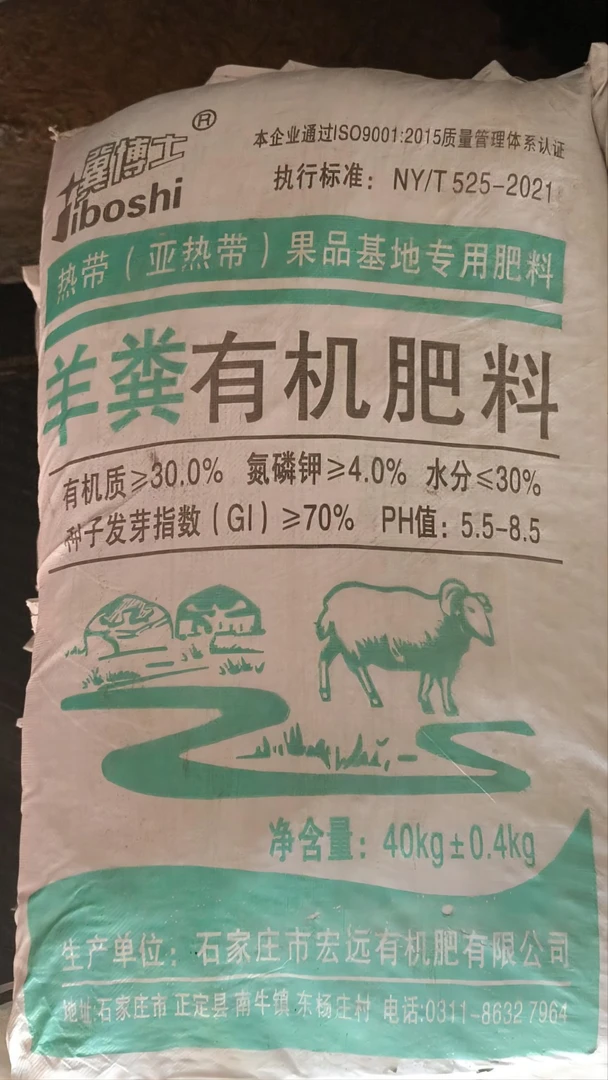 冀博士®
Jiboshi
本企业通过ISO9001:2015质量管理体系认证
执行标准: NY/T 525-2021
热带(亚热带)果品基地专用肥料
羊粪有机肥料
有机质≥30.0% 氮磷钾≥4.0% 水分≤30%
种子发芽指数(GI)≥70% PH值: 5.5-8.5
净含量: 40kg±0.4kg
生产单位: 石家庄市宏远有机肥有限公司
地址:石家庄市 正定县 南牛镇 东杨庄村 电话:0311-8632 7964